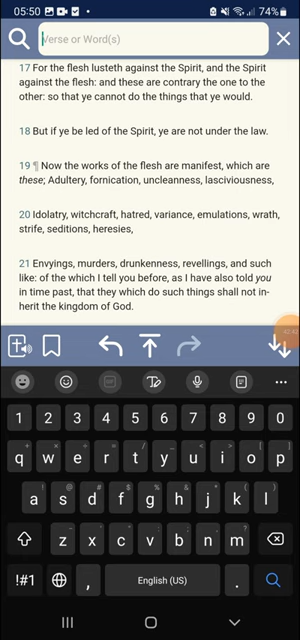 05:50 74%
Verse or Word(s)
17 For the flesh lusteth against the Spirit, and the Spirit
against the flesh: and these are contrary the one to the
other: so that ye cannot do the things that ye would.
18 But if ye be led of the Spirit, ye are not under the law.
19 ¶ Now the works of the flesh are manifest, which are
these; Adultery, fornication, uncleanness, lasciviousness,
20 Idolatry, witchcraft, hatred, variance, emulations, wrath,
strife, seditions, heresies,
21 Envyings, murders, drunkenness, revellings, and such
like: of the which I tell you before, as I have also told you
in time past, that they which do such things shall not in-
herit the kingdom of God.
1 2 3 4 5 6 7 8 9 0
q w e r t y u i o p
a s d f g h j k l
z x c v b n m
!#1 , English (US) .